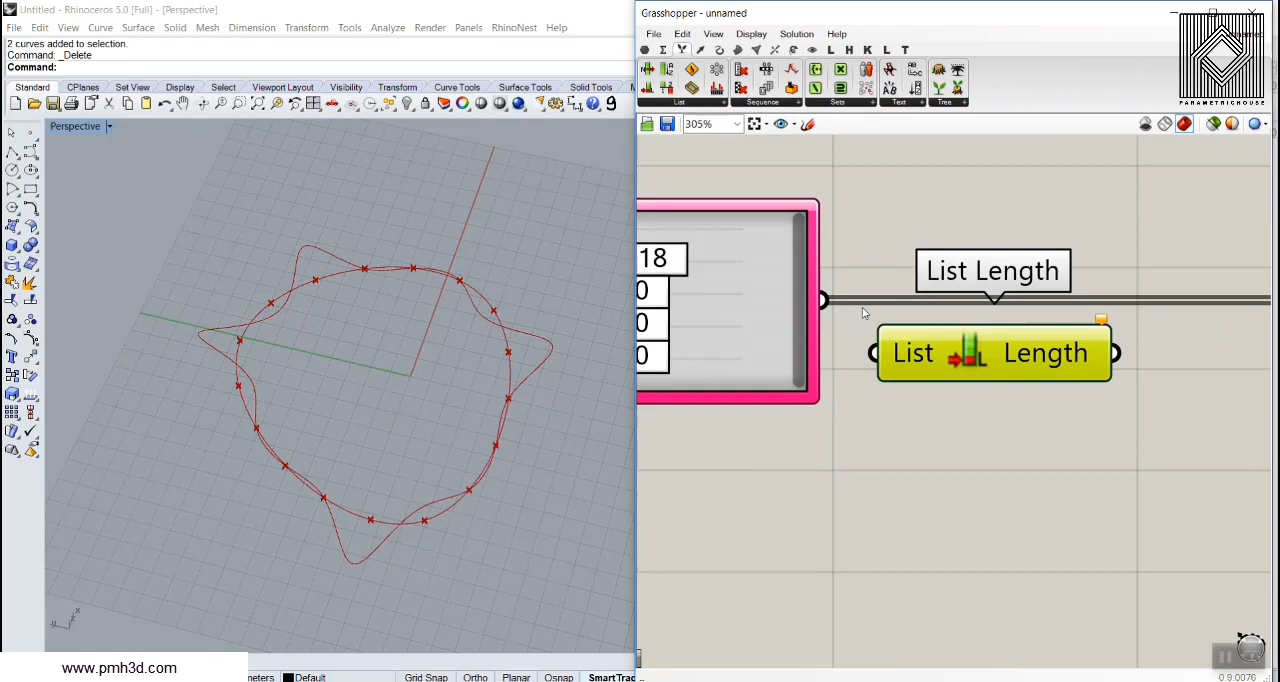 Untitled - Rhinoceros 5.0 [Full] - [Perspective]
File Edit View Curve Surface Solid Mesh Dimension Transform Tools Analyze Render Panels RhinoNest Help
2 curves added to selection.
Command: _Delete
Command:
Standard CPlanes Set View Display Select Viewport Layout Visibility Transform Curve Tools Surface Tools Solid Tools
Perspective
x
y
www.pmh3d.com
meters Default Grid Snap Ortho Planar Osnap SmartTrac
Grasshopper - unnamed
File Edit View Display Solution Help
L H K L T
List Sequence Sets Text Tree
PARAMETRICHOUSE
305%
18
0
0
0
List Length
List L Length
0.9.0076